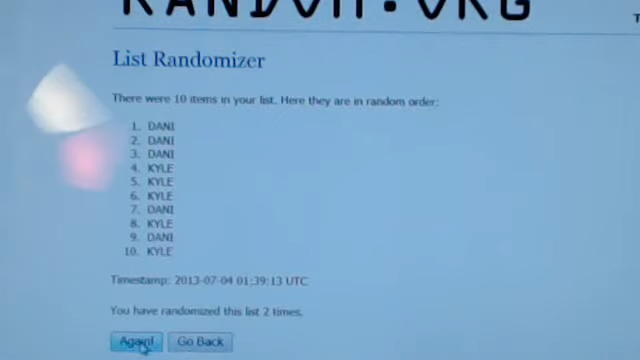 RANDOM.ORG
List Randomizer
There were 10 items in your list. Here they are in random order:
1. DANI
2. DANI
3. DANI
4. KYLE
5. KYLE
6. KYLE
7. DANI
8. KYLE
9. DANI
10. KYLE
Timestamp: 2013-07-04 01:39:13 UTC
You have randomized this list 2 times.
Again! Go Back